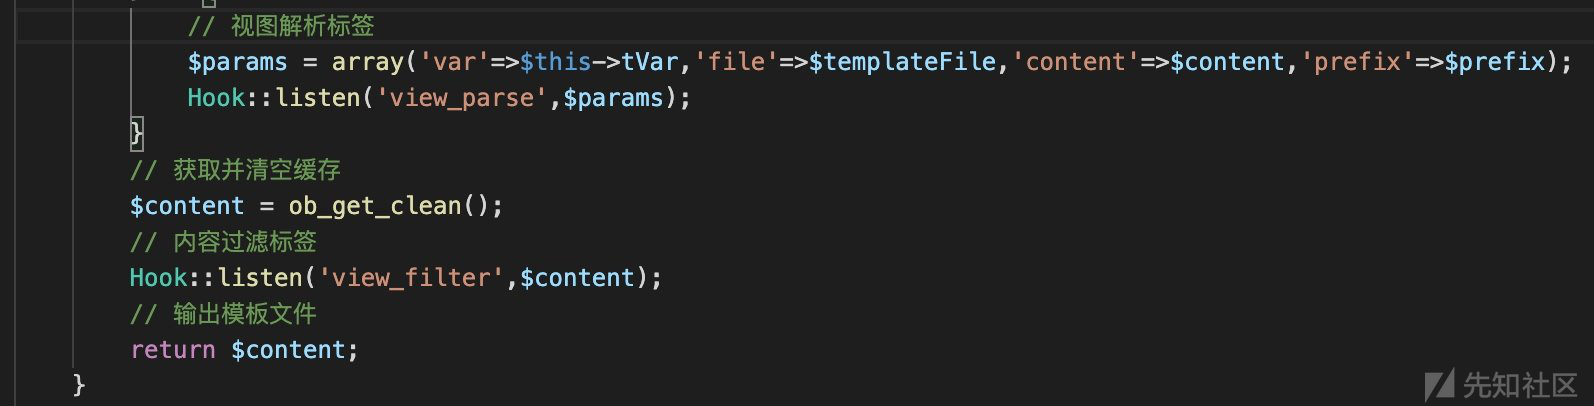 // 视图解析标签
$params = array('var'=>$this->tVar,'file'=>$templateFile,'content'=>$content,'prefix'=>$prefix);
Hook::listen('view_parse',$params);
}
// 获取并清空缓存
$content = ob_get_clean();
// 内容过滤标签
Hook::listen('view_filter',$content);
// 输出模板文件
return $content;
}
先知社区